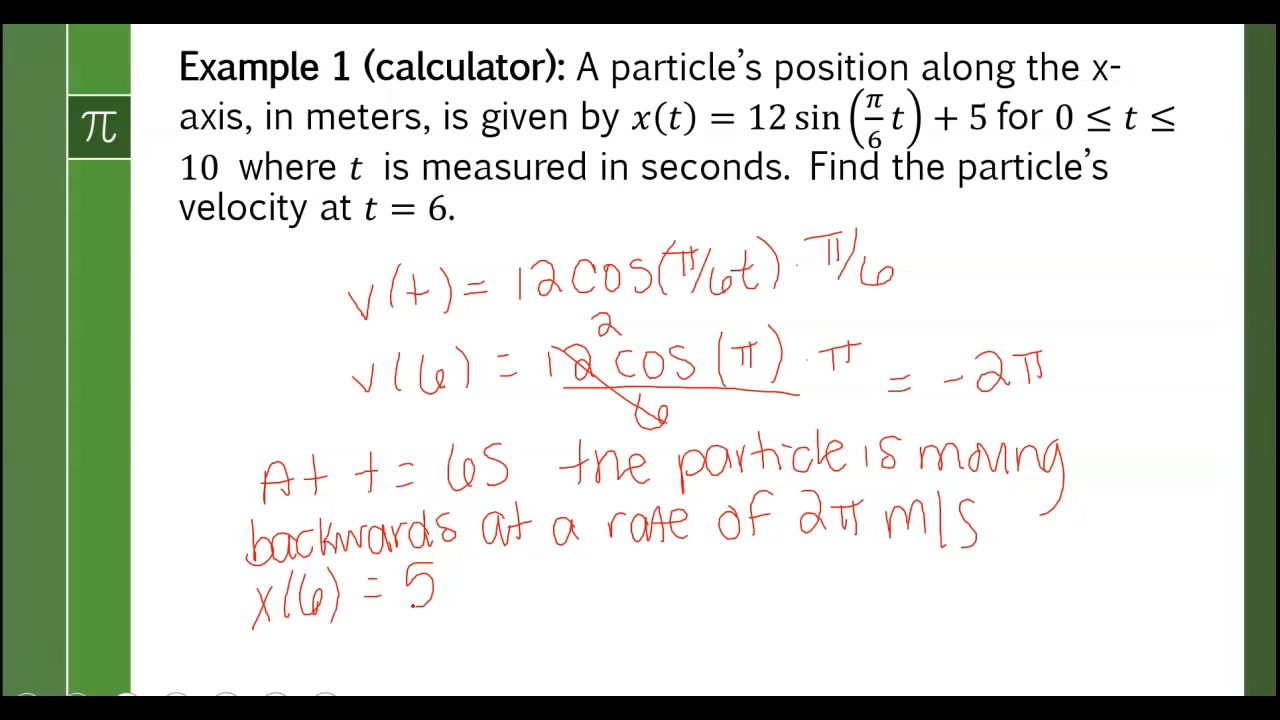 π
Example 1 (calculator): A particle's position along the x-
axis, in meters, is given by x(t) = 12 sin(π/6 t) + 5 for 0 ≤ t ≤
10 where t is measured in seconds. Find the particle's
velocity at t = 6.
v(t) = 12cos(π/6t) · π/6
2
v(6) = 12 cos (π) · π = -2π
6
At t = 6s the particle is moving
backwards at a rate of 2π m/s
x(6) = 5